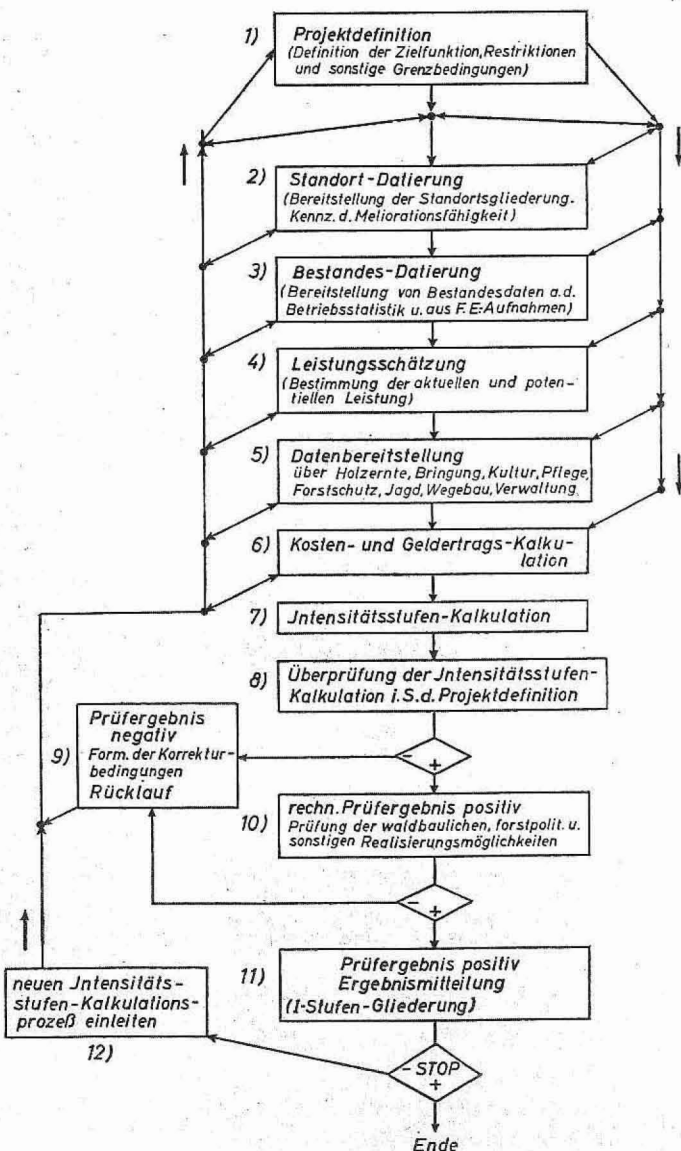 1) Projektdefinition
(Definition der Zielfunktion, Restriktionen
und sonstige Grenzbedingungen)
2) Standort-Datierung
(Bereitstellung der Standortsgliederung.
Kennz. d. Meliorationsfähigkeit)
3) Bestandes-Datierung
(Bereitstellung von Bestandesdaten a.d.
Betriebsstatistik u. aus F.E.-Aufnahmen)
4) Leistungsschätzung
(Bestimmung der aktuellen und poten-
tiellen Leistung)
5) Datenbereitstellung
über Holzernte, Bringung, Kultur, Pflege,
Forstschutz, Jagd, Wegebau, Verwaltung.
6) Kosten- und Geldertrags-Kalku-
lation
7) Jntensitätsstufen-Kalkulation
8) Überprüfung der Jntensitätsstufen-
Kalkulation i.S.d. Projektdefinition
- +
9) Prüfergebnis
negativ
Form. der Korrektur-
bedingungen
Rücklauf
10) rechn. Prüfergebnis positiv
Prüfung der waldbaulichen, forstpolit. u.
sonstigen Realisierungsmöglichkeiten
- +
11) Prüfergebnis positiv
Ergebnismitteilung
(I-Stufen-Gliederung)
neuen Jntensitäts-
stufen-Kalkulations-
prozeß einleiten
12)
- STOP
+
Ende